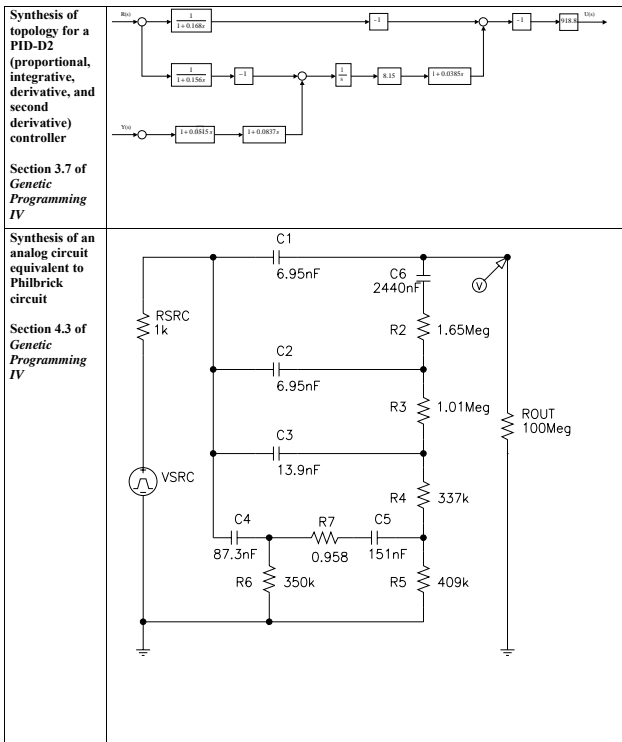 Synthesis of
topology for a
PID-D2
(proportional,
integrative,
derivative, and
second
derivative)
controller
Section 3.7 of
Genetic
Programming
IV
R(s)
1
1+0.168s
-1
-1
918.8
U(s)
1
1+0.156s
-1
1
s
8.15
1+0.0385s
Y(s)
1+0.0515s
1+0.0837s
Synthesis of an
analog circuit
equivalent to
Philbrick
circuit
Section 4.3 of
Genetic
Programming
IV
C1
6.95nF
C6
2440nF
V
RSRC
1k
R2
1.65Meg
C2
6.95nF
R3
1.01Meg
ROUT
100Meg
C3
13.9nF
VSRC
R4
337k
C4
87.3nF
R7
0.958
C5
151nF
R6
350k
R5
409k